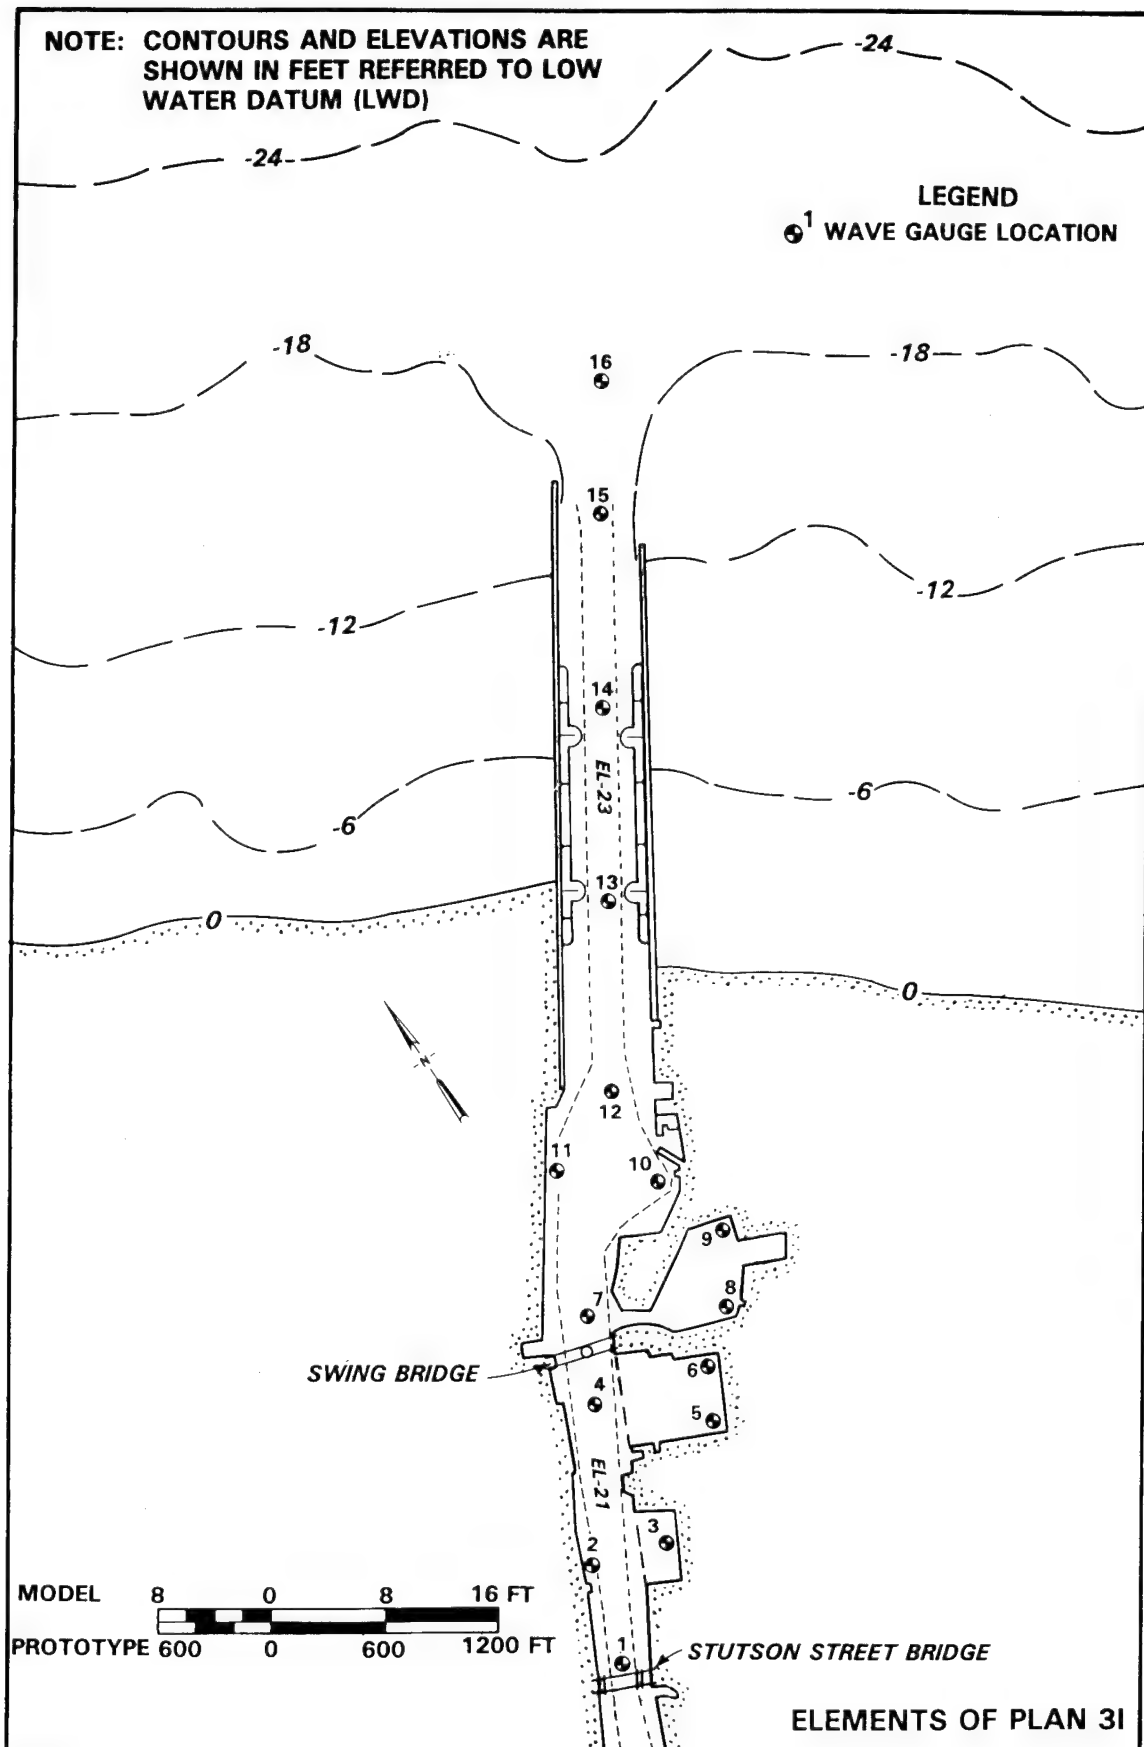 NOTE: CONTOURS AND ELEVATIONS ARE
SHOWN IN FEET REFERRED TO LOW
WATER DATUM (LWD)
-24
-24
LEGEND
1 WAVE GAUGE LOCATION
-18
-18
16
15
-12
-12
14
EL-23
-6
-6
13
0
0
N
12
11
10
9
8
7
SWING BRIDGE
6
4
5
EL-21
3
2
MODEL 8 0 8 16 FT
PROTOTYPE 600 0 600 1200 FT
1
STUTSON STREET BRIDGE
ELEMENTS OF PLAN 3I